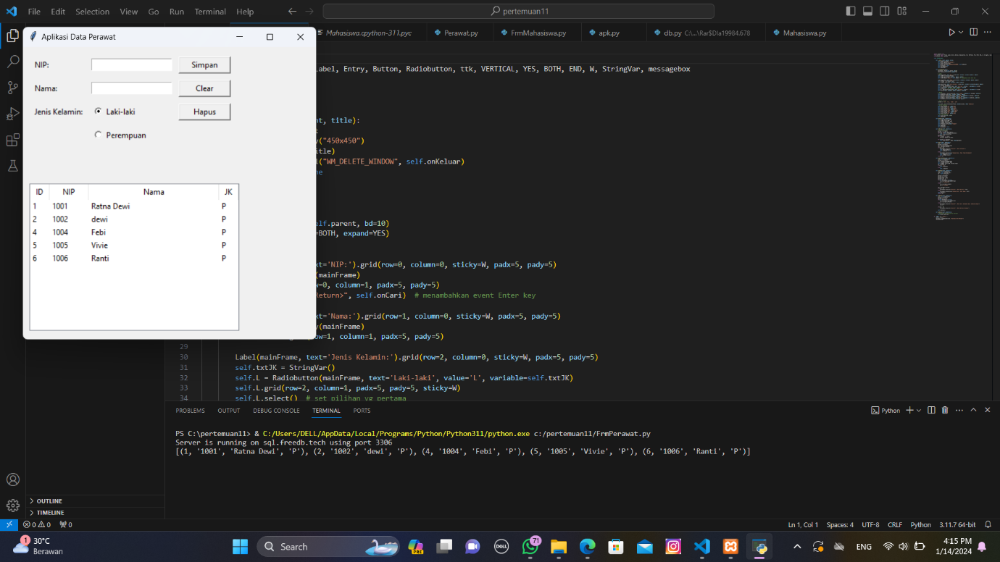 File Edit Selection View Go Run Terminal Help
pertemuan11
Aplikasi Data Perawat
Mahasiswa.cpython-311.pyc
Perawat.py
FrmMahasiswa.py
apk.py
db.py C:\...\Rar$DIa19984.678
Mahasiswa.py
NIP:
Simpan
Nama:
Clear
Jenis Kelamin:
Laki-laki
Hapus
Perempuan
ID NIP Nama JK
1 1001 Ratna Dewi P
2 1002 dewi P
4 1004 Febi P
5 1005 Vivie P
6 1006 Ranti P
abel, Entry, Button, Radiobutton, ttk, VERTICAL, YES, BOTH, END, W, StringVar, messagebox
nt, title):
y("450x450")
itle)
l("WM_DELETE_WINDOW", self.onKeluar)
ue
elf.parent, bd=10)
=BOTH, expand=YES)
xt='NIP:').grid(row=0, column=0, sticky=W, padx=5, pady=5)
(mainFrame)
w=0, column=1, padx=5, pady=5)
Return>", self.onCari) # menambahkan event Enter key
xt='Nama:').grid(row=1, column=0, sticky=W, padx=5, pady=5)
y(mainFrame)
ow=1, column=1, padx=5, pady=5)
29
30 Label(mainFrame, text='Jenis Kelamin:').grid(row=2, column=0, sticky=W, padx=5, pady=5)
31 self.txtJK = StringVar()
32 self.L = Radiobutton(mainFrame, text='Laki-laki', value='L', variable=self.txtJK)
33 self.L.grid(row=2, column=1, padx=5, pady=5, sticky=W)
34 self.L.select() # set pilihan yg pertama
PROBLEMS OUTPUT DEBUG CONSOLE TERMINAL PORTS
Python
PS C:\pertemuan11> & C:/Users/DELL/AppData/Local/Programs/Python/Python311/python.exe c:/pertemuan11/FrmPerawat.py
Server is running on sql.freedb.tech using port 3306
[(1, '1001', 'Ratna Dewi', 'P'), (2, '1002', 'dewi', 'P'), (4, '1004', 'Febi', 'P'), (5, '1005', 'Vivie', 'P'), (6, '1006', 'Ranti', 'P')]
OUTLINE
TIMELINE
0 0 0
Ln 1, Col 1 Spaces: 4 UTF-8 CRLF Python 3.11.7 64-bit
1
30°C
Berawan
Search
PRE
DELL
71
ENG
4:15 PM
1/14/2024